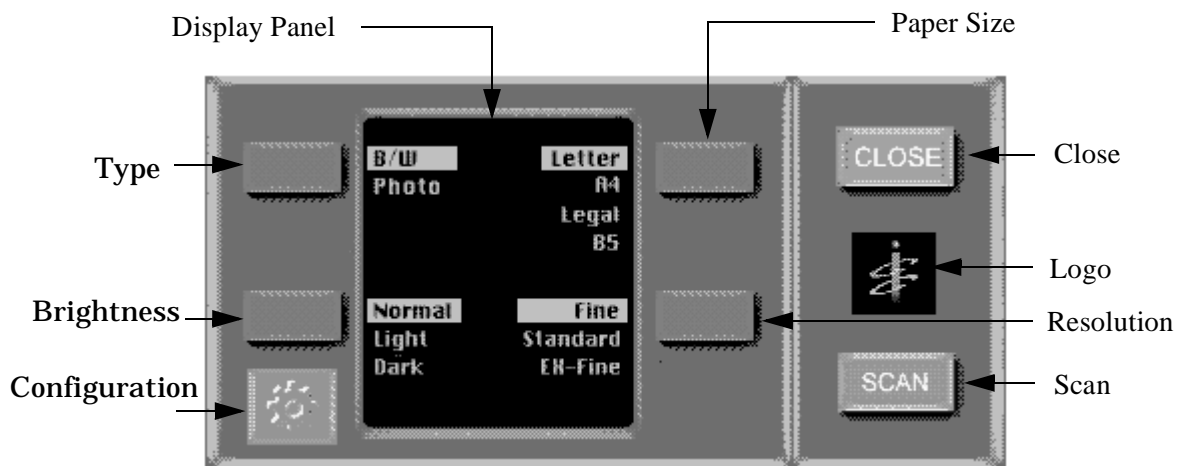 Display Panel
Paper Size
Type
B/W
Photo
Letter
A4
Legal
B5
CLOSE
Close
Logo
Brightness
Normal
Light
Dark
Fine
Standard
EX-Fine
Resolution
Configuration
SCAN
Scan